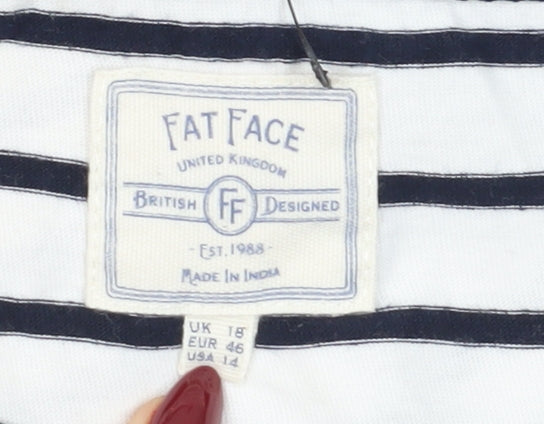 FAT FACE
UNITED KINGDOM
BRITISH FF DESIGNED
- EST. 1988 -
MADE IN INDIA
UK 18
EUR 46
USA 14